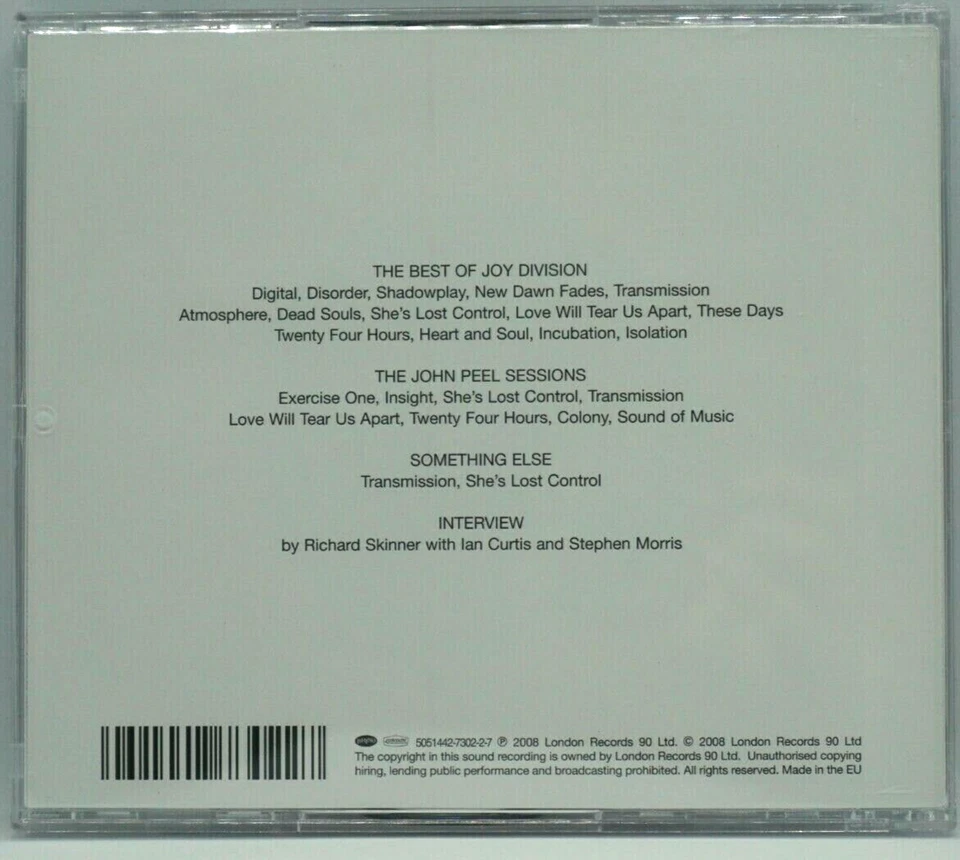 THE BEST OF JOY DIVISION
Digital, Disorder, Shadowplay, New Dawn Fades, Transmission
Atmosphere, Dead Souls, She's Lost Control, Love Will Tear Us Apart, These Days
Twenty Four Hours, Heart and Soul, Incubation, Isolation
THE JOHN PEEL SESSIONS
Exercise One, Insight, She's Lost Control, Transmission
Love Will Tear Us Apart, Twenty Four Hours, Colony, Sound of Music
SOMETHING ELSE
Transmission, She's Lost Control
INTERVIEW
by Richard Skinner with Ian Curtis and Stephen Morris
5051442-7302-2-7 ℗ 2008 London Records 90 Ltd. © 2008 London Records 90 Ltd
The copyright in this sound recording is owned by London Records 90 Ltd. Unauthorised copying
hiring, lending public performance and broadcasting prohibited. All rights reserved. Made in the EU